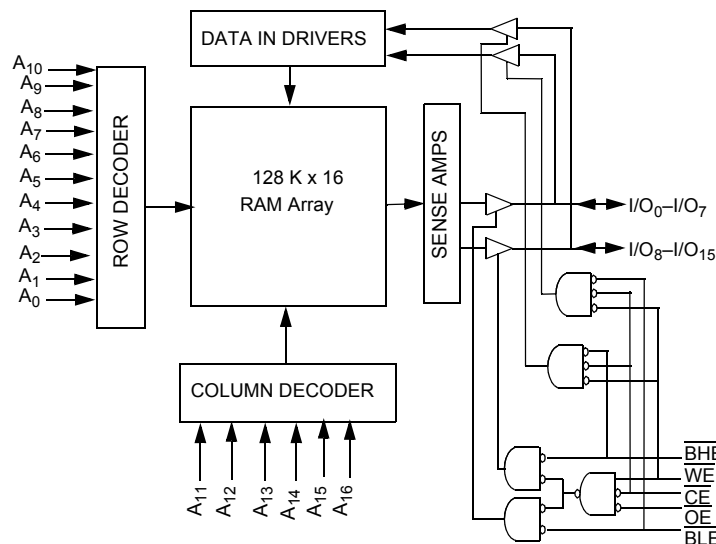 DATA IN DRIVERS
A10
A9
A8
A7
A6
A5
A4
A3
A2
A1
A0
ROW DECODER
128 K x 16
RAM Array
SENSE AMPS
I/O0–I/O7
I/O8–I/O15
COLUMN DECODER
A11
A12
A13
A14
A15
A16
BHE
WE
CE
OE
BLE